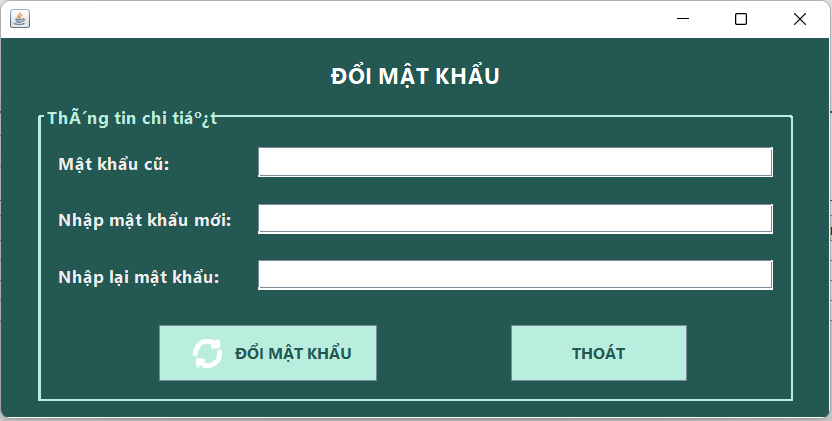 ĐỔI MẬT KHẨU
ThÃ´ng tin chi tiáº¿t
Mật khẩu cũ:
Nhập mật khẩu mới:
Nhập lại mật khẩu:
ĐỔI MẬT KHẨU
THOÁT